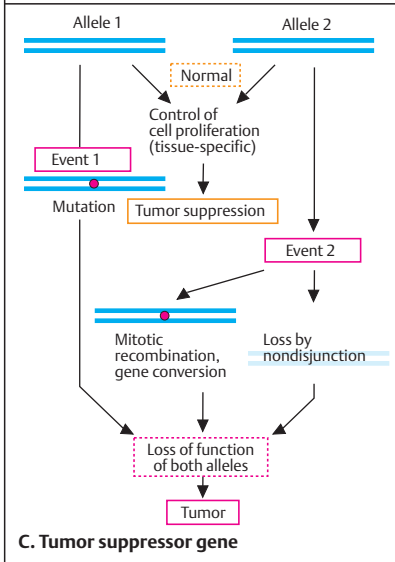 Allele 1
Allele 2
Normal
Control of
cell proliferation
(tissue-specific)
Event 1
Mutation
Tumor suppression
Event 2
Mitotic
recombination,
gene conversion
Loss by
nondisjunction
Loss of function
of both alleles
Tumor
C. Tumor suppressor gene